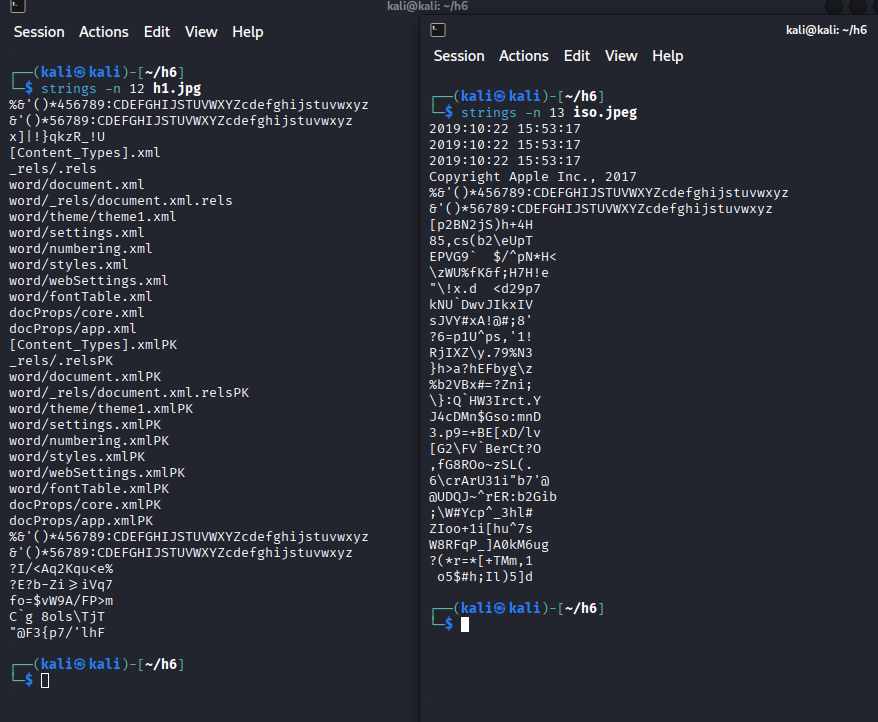 kali@kali: ~/h6
Session Actions Edit View Help
┌──(kali㉿kali)-[~/h6]
└─$ strings -n 12 h1.jpg
%&'()*456789:CDEFGHIJSTUVWXYZcdefghijstuvwxyz
&'()*56789:CDEFGHIJSTUVWXYZcdefghijstuvwxyz
x]|!}qkzR_!U
[Content_Types].xml
_rels/.rels
word/document.xml
word/_rels/document.xml.rels
word/theme/theme1.xml
word/settings.xml
word/numbering.xml
word/styles.xml
word/webSettings.xml
word/fontTable.xml
docProps/core.xml
docProps/app.xml
[Content_Types].xmlPK
_rels/.relsPK
word/document.xmlPK
word/_rels/document.xml.relsPK
word/theme/theme1.xmlPK
word/settings.xmlPK
word/numbering.xmlPK
word/styles.xmlPK
word/webSettings.xmlPK
word/fontTable.xmlPK
docProps/core.xmlPK
docProps/app.xmlPK
%&'()*456789:CDEFGHIJSTUVWXYZcdefghijstuvwxyz
&'()*56789:CDEFGHIJSTUVWXYZcdefghijstuvwxyz
?I/<Aq2Kqu<e%
?E?b-Zi>=iVq7
fo=$vW9A/FP>m
C`g 8ols\TjT
"@F3{p7/'lhF
┌──(kali㉿kali)-[~/h6]
└─$
kali@kali: ~/h6
Session Actions Edit View Help
┌──(kali㉿kali)-[~/h6]
└─$ strings -n 13 iso.jpeg
2019:10:22 15:53:17
2019:10:22 15:53:17
2019:10:22 15:53:17
Copyright Apple Inc., 2017
%&'()*456789:CDEFGHIJSTUVWXYZcdefghijstuvwxyz
&'()*56789:CDEFGHIJSTUVWXYZcdefghijstuvwxyz
[p2BN2jS)h+4H
85,cs(b2\eUpT
EPVG9`  $/^pN*H<
\zWU%fK&f;H7H!e
"\!x.d  <d29p7
kNU`DwvJIkxIV
sJVY#xA!@#;8'
?6=p1U^ps,'1!
RjIXZ\y.79%N3
}h>a?hEFbyg\z
%b2VBx#=?Zni;
\}:Q`HW3Irct.Y
J4cDMn$Gso:mnD
3.p9=+BE[xD/lv
[G2\FV`BerCt?O
,fG8ROo~zSL(.
6\crArU31i"b7'@
@UDQJ~^rER:b2Gib
;\W#Ycp^_3hl#
ZIoo+1i[hu^7s
W8RFqP_]A0kM6ug
?(*r=*[+TMm,1
 o5$#h;Il)5]d
┌──(kali㉿kali)-[~/h6]
└─$